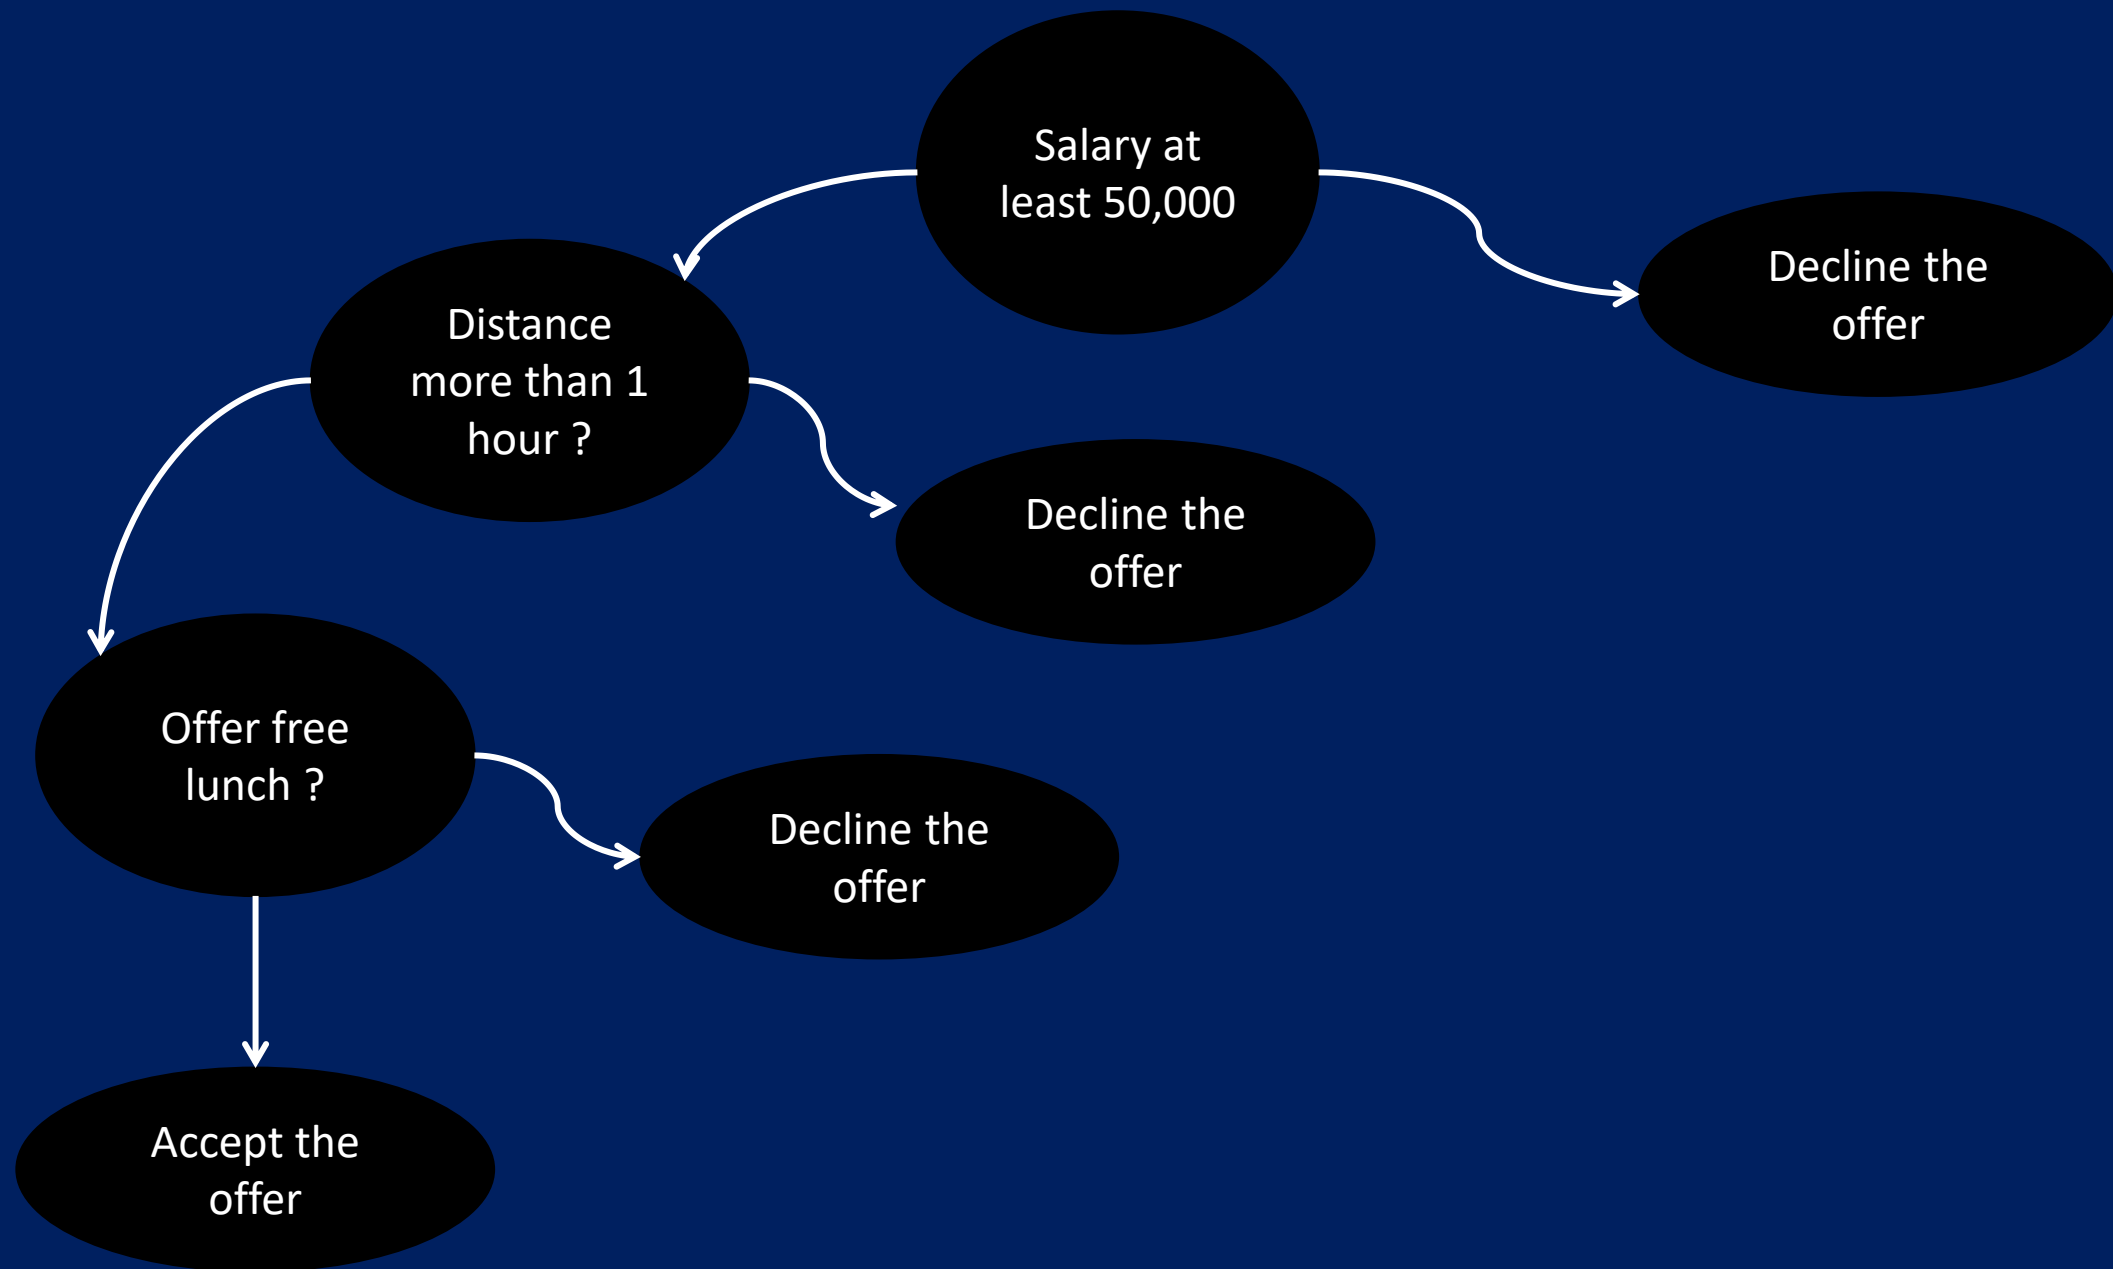 Salary at
least 50,000
Decline the
offer
Distance
more than 1
hour ?
Decline the
offer
Offer free
lunch ?
Decline the
offer
Accept the
offer